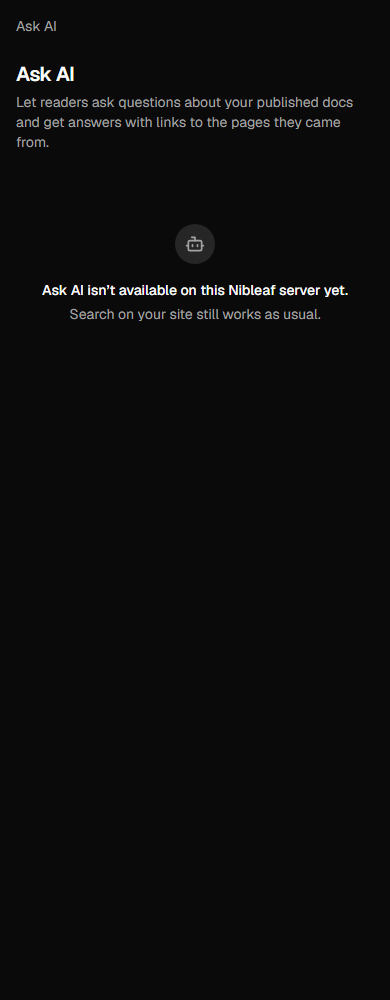 Ask AI
Ask AI
Let readers ask questions about your published docs
and get answers with links to the pages they came
from.
Ask AI isn’t available on this Nibleaf server yet.
Search on your site still works as usual.